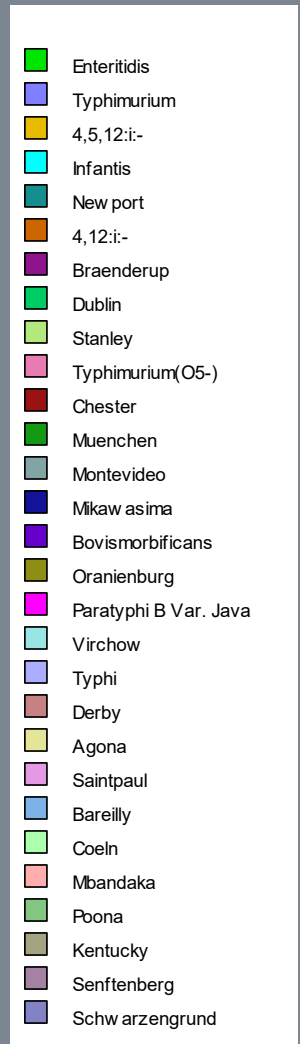 Enteritidis
Typhimurium
4,5,12:i:-
Infantis
New port
4,12:i:-
Braenderup
Dublin
Stanley
Typhimurium(O5-)
Chester
Muenchen
Montevideo
Mikaw asima
Bovismorbificans
Oranienburg
Paratyphi B Var. Java
Virchow
Typhi
Derby
Agona
Saintpaul
Bareilly
Coeln
Mbandaka
Poona
Kentucky
Senftenberg
Schw arzengrund